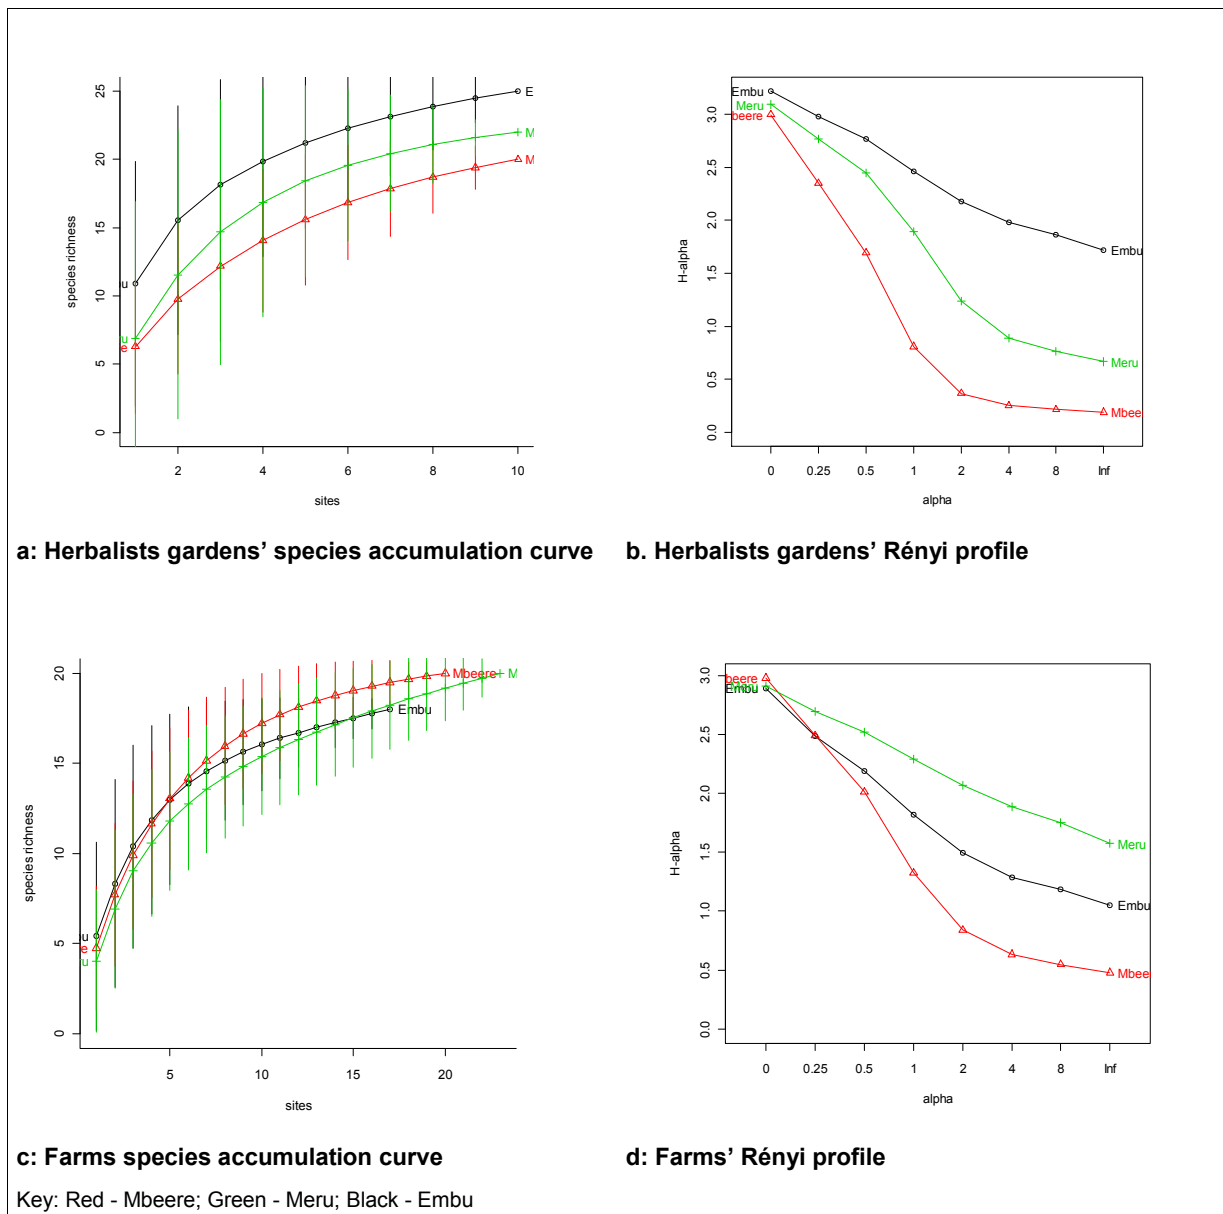 25
20
15
10
5
0
species richness
E
M
M
u
u
e
2 4 6 8 10
sites
3.0
2.5
2.0
1.5
1.0
0.5
0.0
H-alpha
Embu
Meru
beere
Embu
Meru
Mbee
0 0.25 0.5 1 2 4 8 Inf
alpha
a: Herbalists gardens’ species accumulation curve
b. Herbalists gardens’ Rényi profile
20
15
10
5
0
species richness
Mbeere
M
Embu
u
e
u
5 10 15 20
sites
3.0
2.5
2.0
1.5
1.0
0.5
0.0
H-alpha
beere
Embu
Meru
Embu
Mbee
0 0.25 0.5 1 2 4 8 Inf
alpha
c: Farms species accumulation curve
d: Farms’ Rényi profile
Key: Red - Mbeere; Green - Meru; Black - Embu